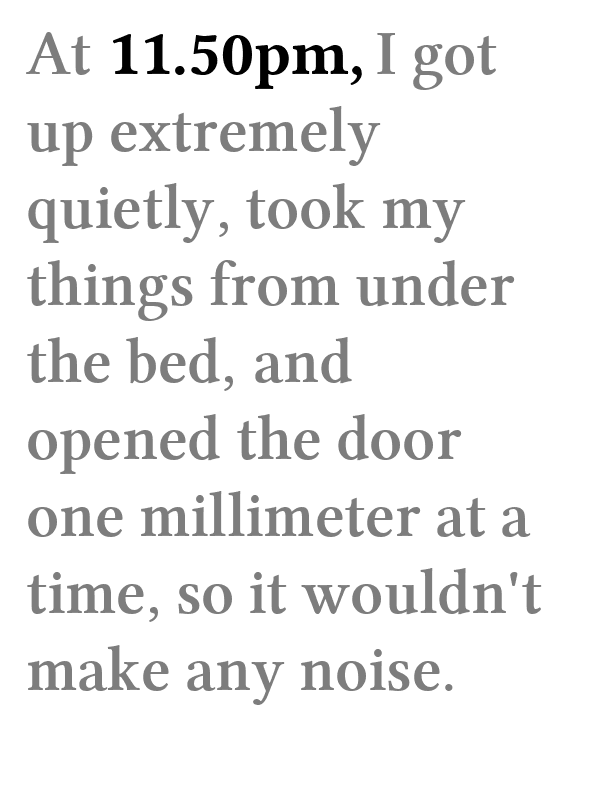 At 11.50pm, I got
up extremely
quietly, took my
things from under
the bed, and
opened the door
one millimeter at a
time, so it wouldn't
make any noise.